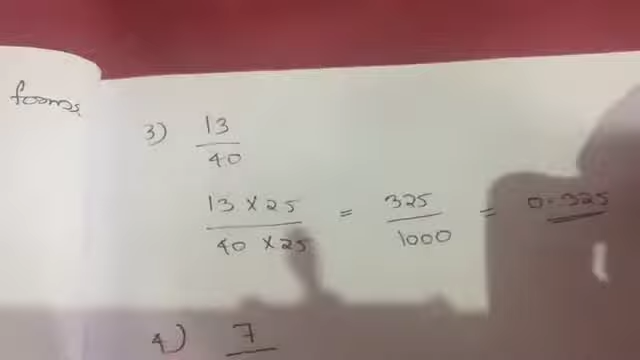 forms
3) 13/40
13 × 25 / 40 × 25 = 325/1000 = 0.325
4) 7